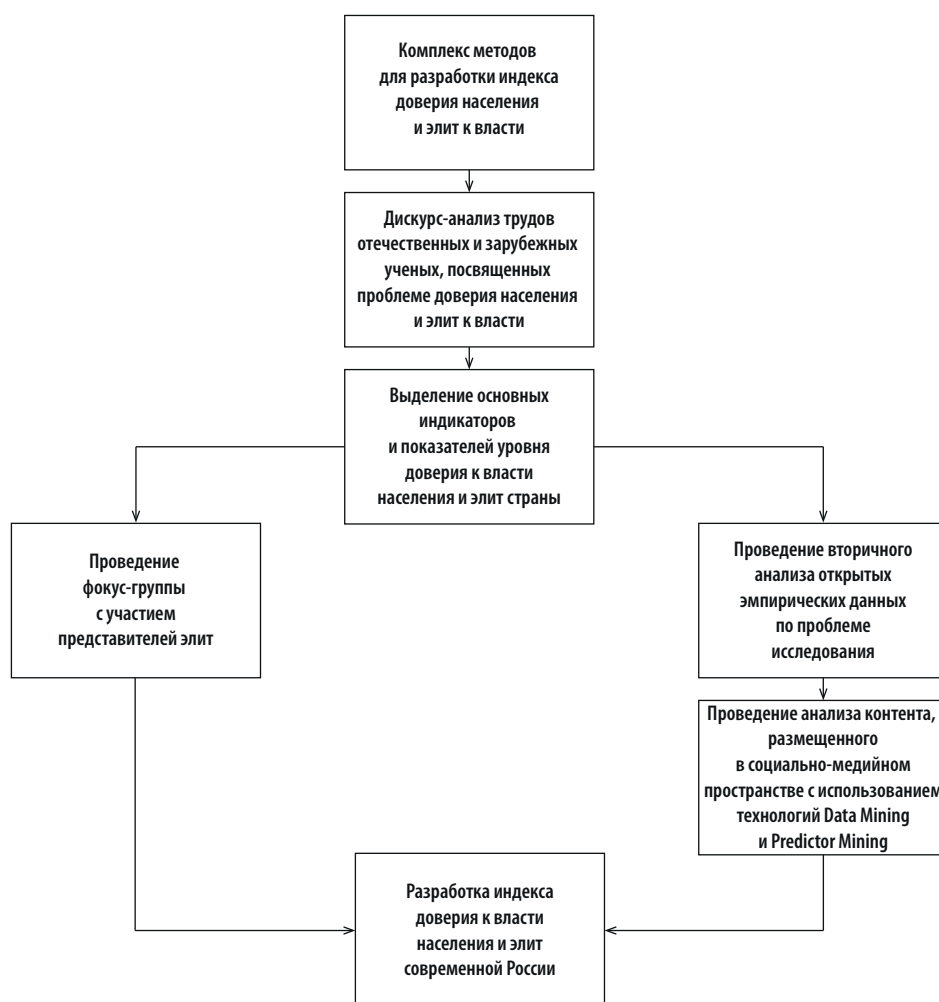 Комплекс методов
для разработки индекса
доверия населения
и элит к власти
Дискурс-анализ трудов
отечественных и зарубежных
ученых, посвященных
проблеме доверия населения
и элит к власти
Выделение основных
индикаторов
и показателей уровня
доверия к власти
населения и элит страны
Проведение
фокус-группы
с участием
представителей элит
Проведение вторичного
анализа открытых
эмпирических данных
по проблеме
исследования
Проведение анализа контента,
размещенного
в социально-медийном
пространстве с использованием
технологий Data Mining
и Predictor Mining
Разработка индекса
доверия к власти
населения и элит
современной России